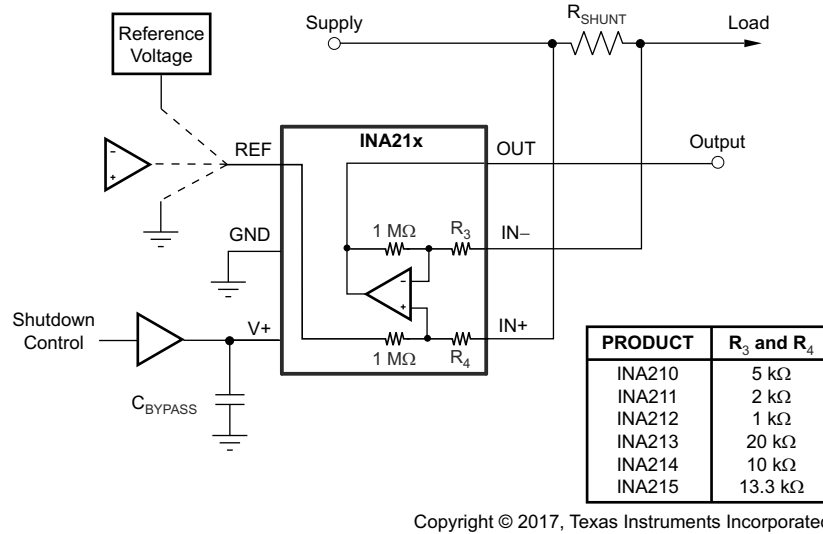 Supply
R_SHUNT
Load
Reference
Voltage
INA21x
REF
OUT
Output
GND
1 MΩ
R3
IN−
-
+
-
+
Shutdown
Control
V+
IN+
1 MΩ
R4
C_BYPASS
PRODUCT R3 and R4
INA210 5 kΩ
INA211 2 kΩ
INA212 1 kΩ
INA213 20 kΩ
INA214 10 kΩ
INA215 13.3 kΩ
Copyright © 2017, Texas Instruments Incorporated